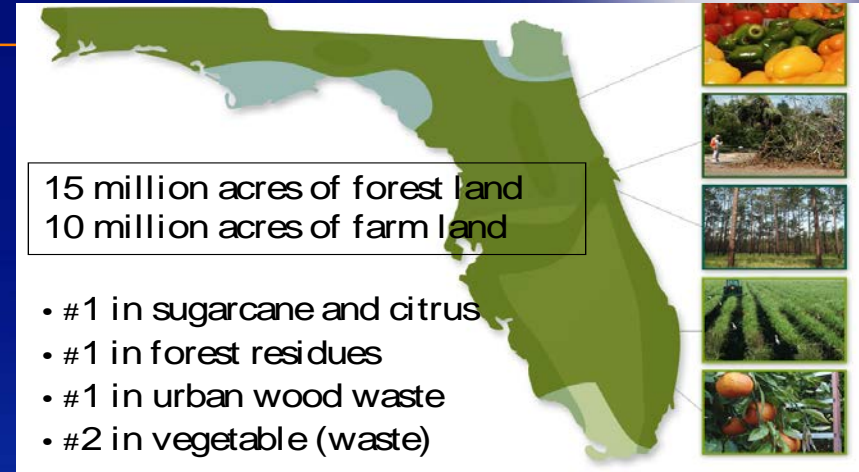 15 million acres of forest land
10 million acres of farm land
• #1 in sugarcane and citrus
• #1 in forest residues
• #1 in urban wood waste
• #2 in vegetable (waste)